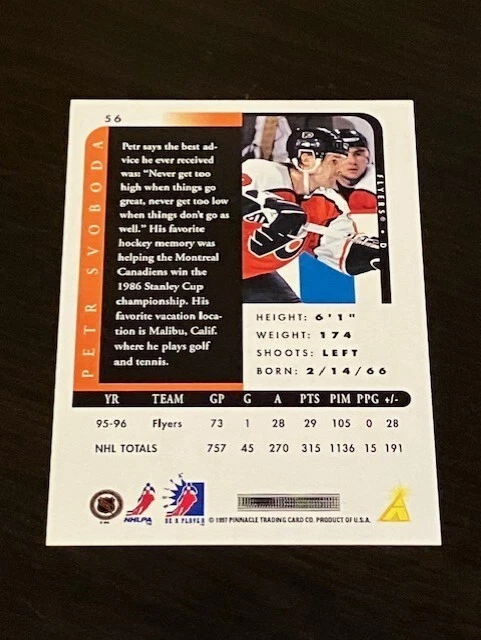 56
PETR SVOBODA
Petr says the best ad-
vice he ever received
was: “Never get too
high when things go
great, never get too low
when things don't go as
well.” His favorite
hockey memory was
helping the Montreal
Canadiens win the
1986 Stanley Cup
championship. His
favorite vacation loca-
tion is Malibu, Calif.
where he plays golf
and tennis.
FLYERS® • D
HEIGHT: 6'1"
WEIGHT: 174
SHOOTS: LEFT
BORN: 2/14/66
YR TEAM GP G A PTS PIM PPG +/-
95-96 Flyers 73 1 28 29 105 0 28
NHL TOTALS 757 45 270 315 1136 15 191
NHLPA
BE A PLAYER
© 1997 PINNACLE TRADING CARD CO. PRODUCT OF U.S.A.